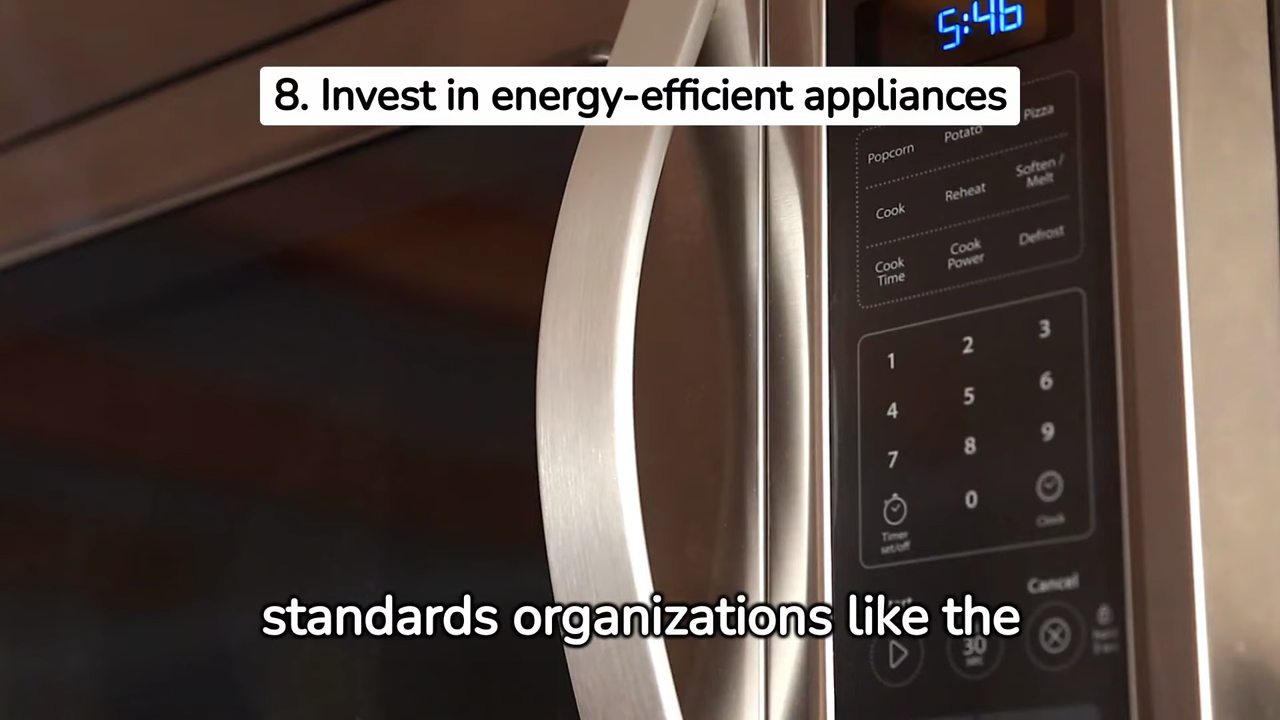 5:46
8. Invest in energy-efficient appliances
Popcorn
Potato
Pizza
Cook
Reheat
Soften /
Melt
Cook
Time
Cook
Power
Defrost
1
2
3
4
5
6
7
8
9
Timer
set/off
0
Clock
standards organizations like the
Cancel
30